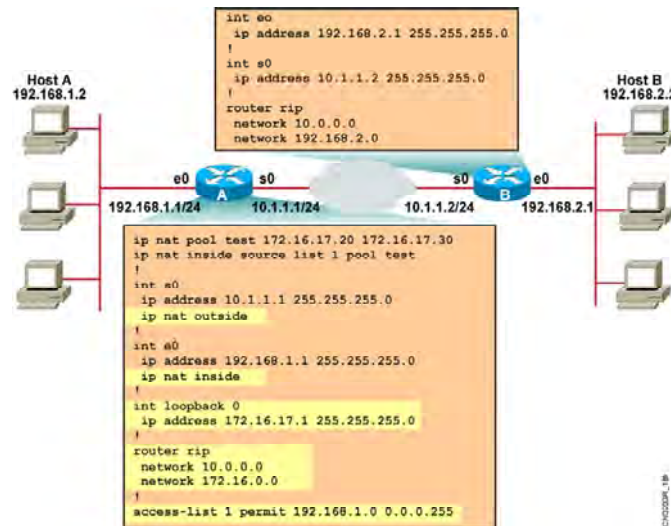 int eo
ip address 192.168.2.1 255.255.255.0
!
int s0
ip address 10.1.1.2 255.255.255.0
!
router rip
network 10.0.0.0
network 192.168.2.0
Host A
192.168.1.2
Host B
192.168.2.2
e0
s0
s0
e0
A
B
192.168.1.1/24
10.1.1.1/24
10.1.1.2/24
192.168.2.1
ip nat pool test 172.16.17.20 172.16.17.30
ip nat inside source list 1 pool test
!
int s0
ip address 10.1.1.1 255.255.255.0
ip nat outside
!
int e0
ip address 192.168.1.1 255.255.255.0
ip nat inside
!
int loopback 0
ip address 172.16.17.1 255.255.255.0
!
router rip
network 10.0.0.0
network 172.16.0.0
!
access-list 1 permit 192.168.1.0 0.0.0.255